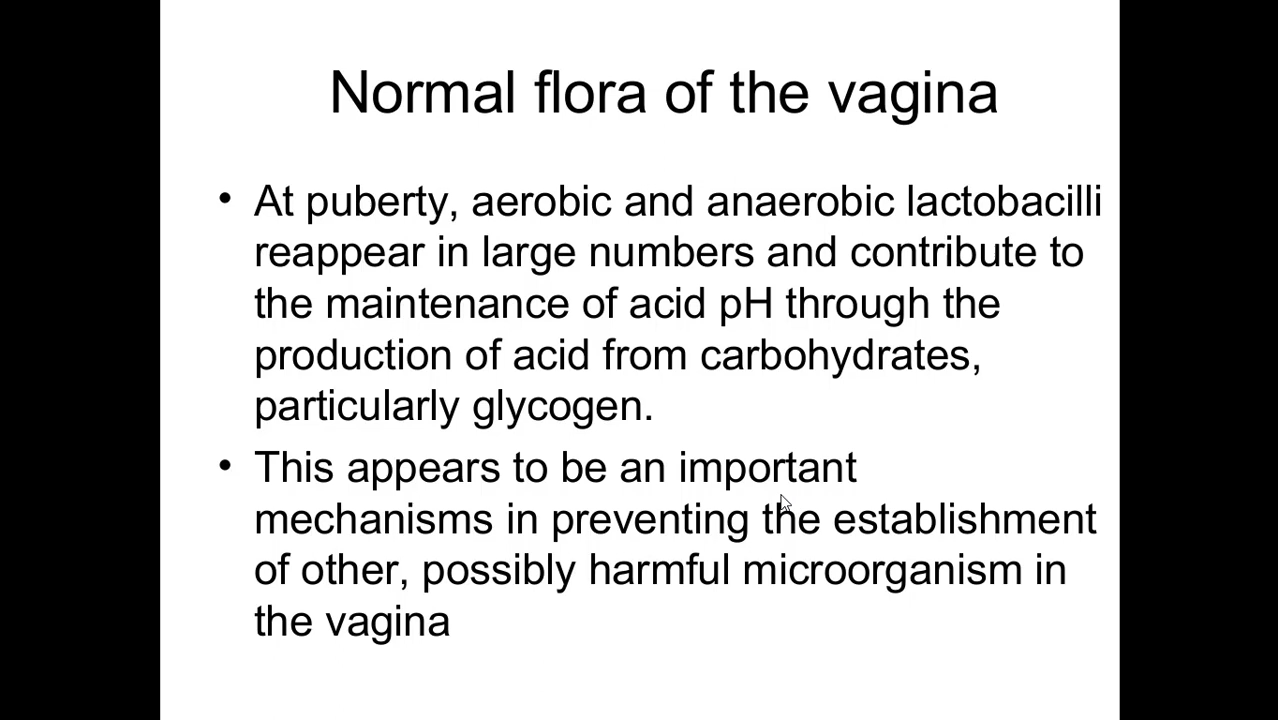 Normal flora of the vagina
• At puberty, aerobic and anaerobic lactobacilli
reappear in large numbers and contribute to
the maintenance of acid pH through the
production of acid from carbohydrates,
particularly glycogen.
• This appears to be an important
mechanisms in preventing the establishment
of other, possibly harmful microorganism in
the vagina